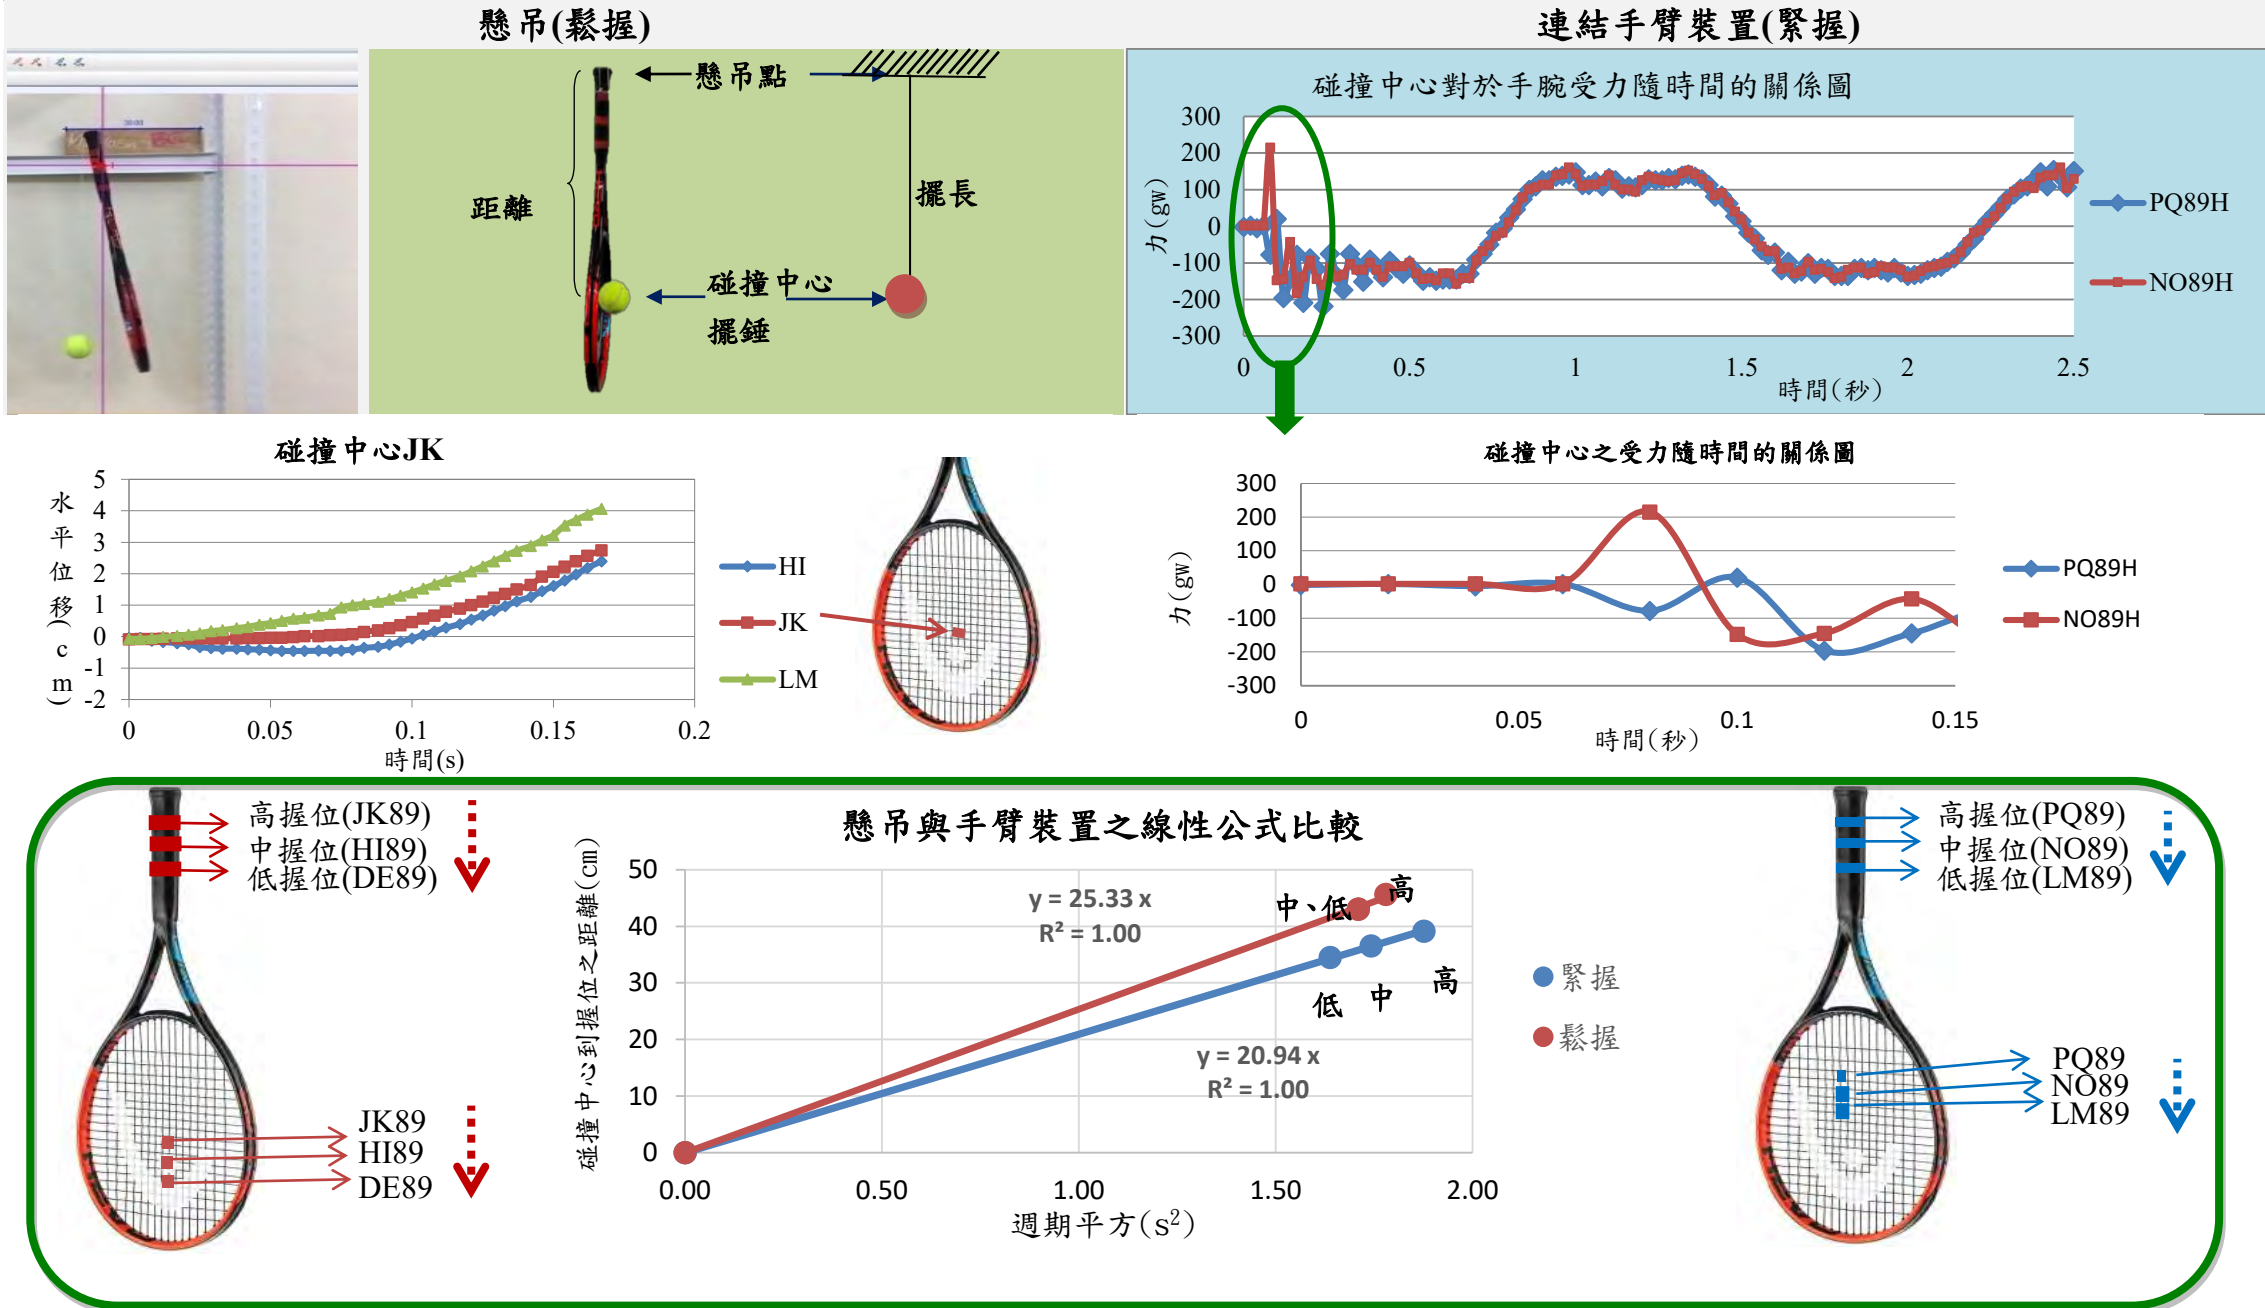 懸吊(鬆握)
連結手臂裝置(緊握)
懸吊點
距離
擺長
碰撞中心
擺錘
碰撞中心對於手腕受力隨時間的關係圖
力(gw)
300
200
100
0
-100
-200
-300
0 0.5 1 1.5 2 2.5
時間(秒)
PQ89H
NO89H
碰撞中心JK
水平位移(cm)
5
4
3
2
1
0
-1
-2
0 0.05 0.1 0.15 0.2
時間(s)
HI
JK
LM
碰撞中心之受力隨時間的關係圖
力(gw)
300
200
100
0
-100
-200
-300
0 0.05 0.1 0.15
時間(秒)
PQ89H
NO89H
高握位(JK89)
中握位(HI89)
低握位(DE89)
JK89
HI89
DE89
懸吊與手臂裝置之線性公式比較
碰撞中心到握位之距離(cm)
50
40
30
20
10
0
y = 25.33 x
R² = 1.00
中、低
高
低
中
高
y = 20.94 x
R² = 1.00
0.00 0.50 1.00 1.50 2.00
週期平方(s²)
緊握
鬆握
高握位(PQ89)
中握位(NO89)
低握位(LM89)
PQ89
NO89
LM89